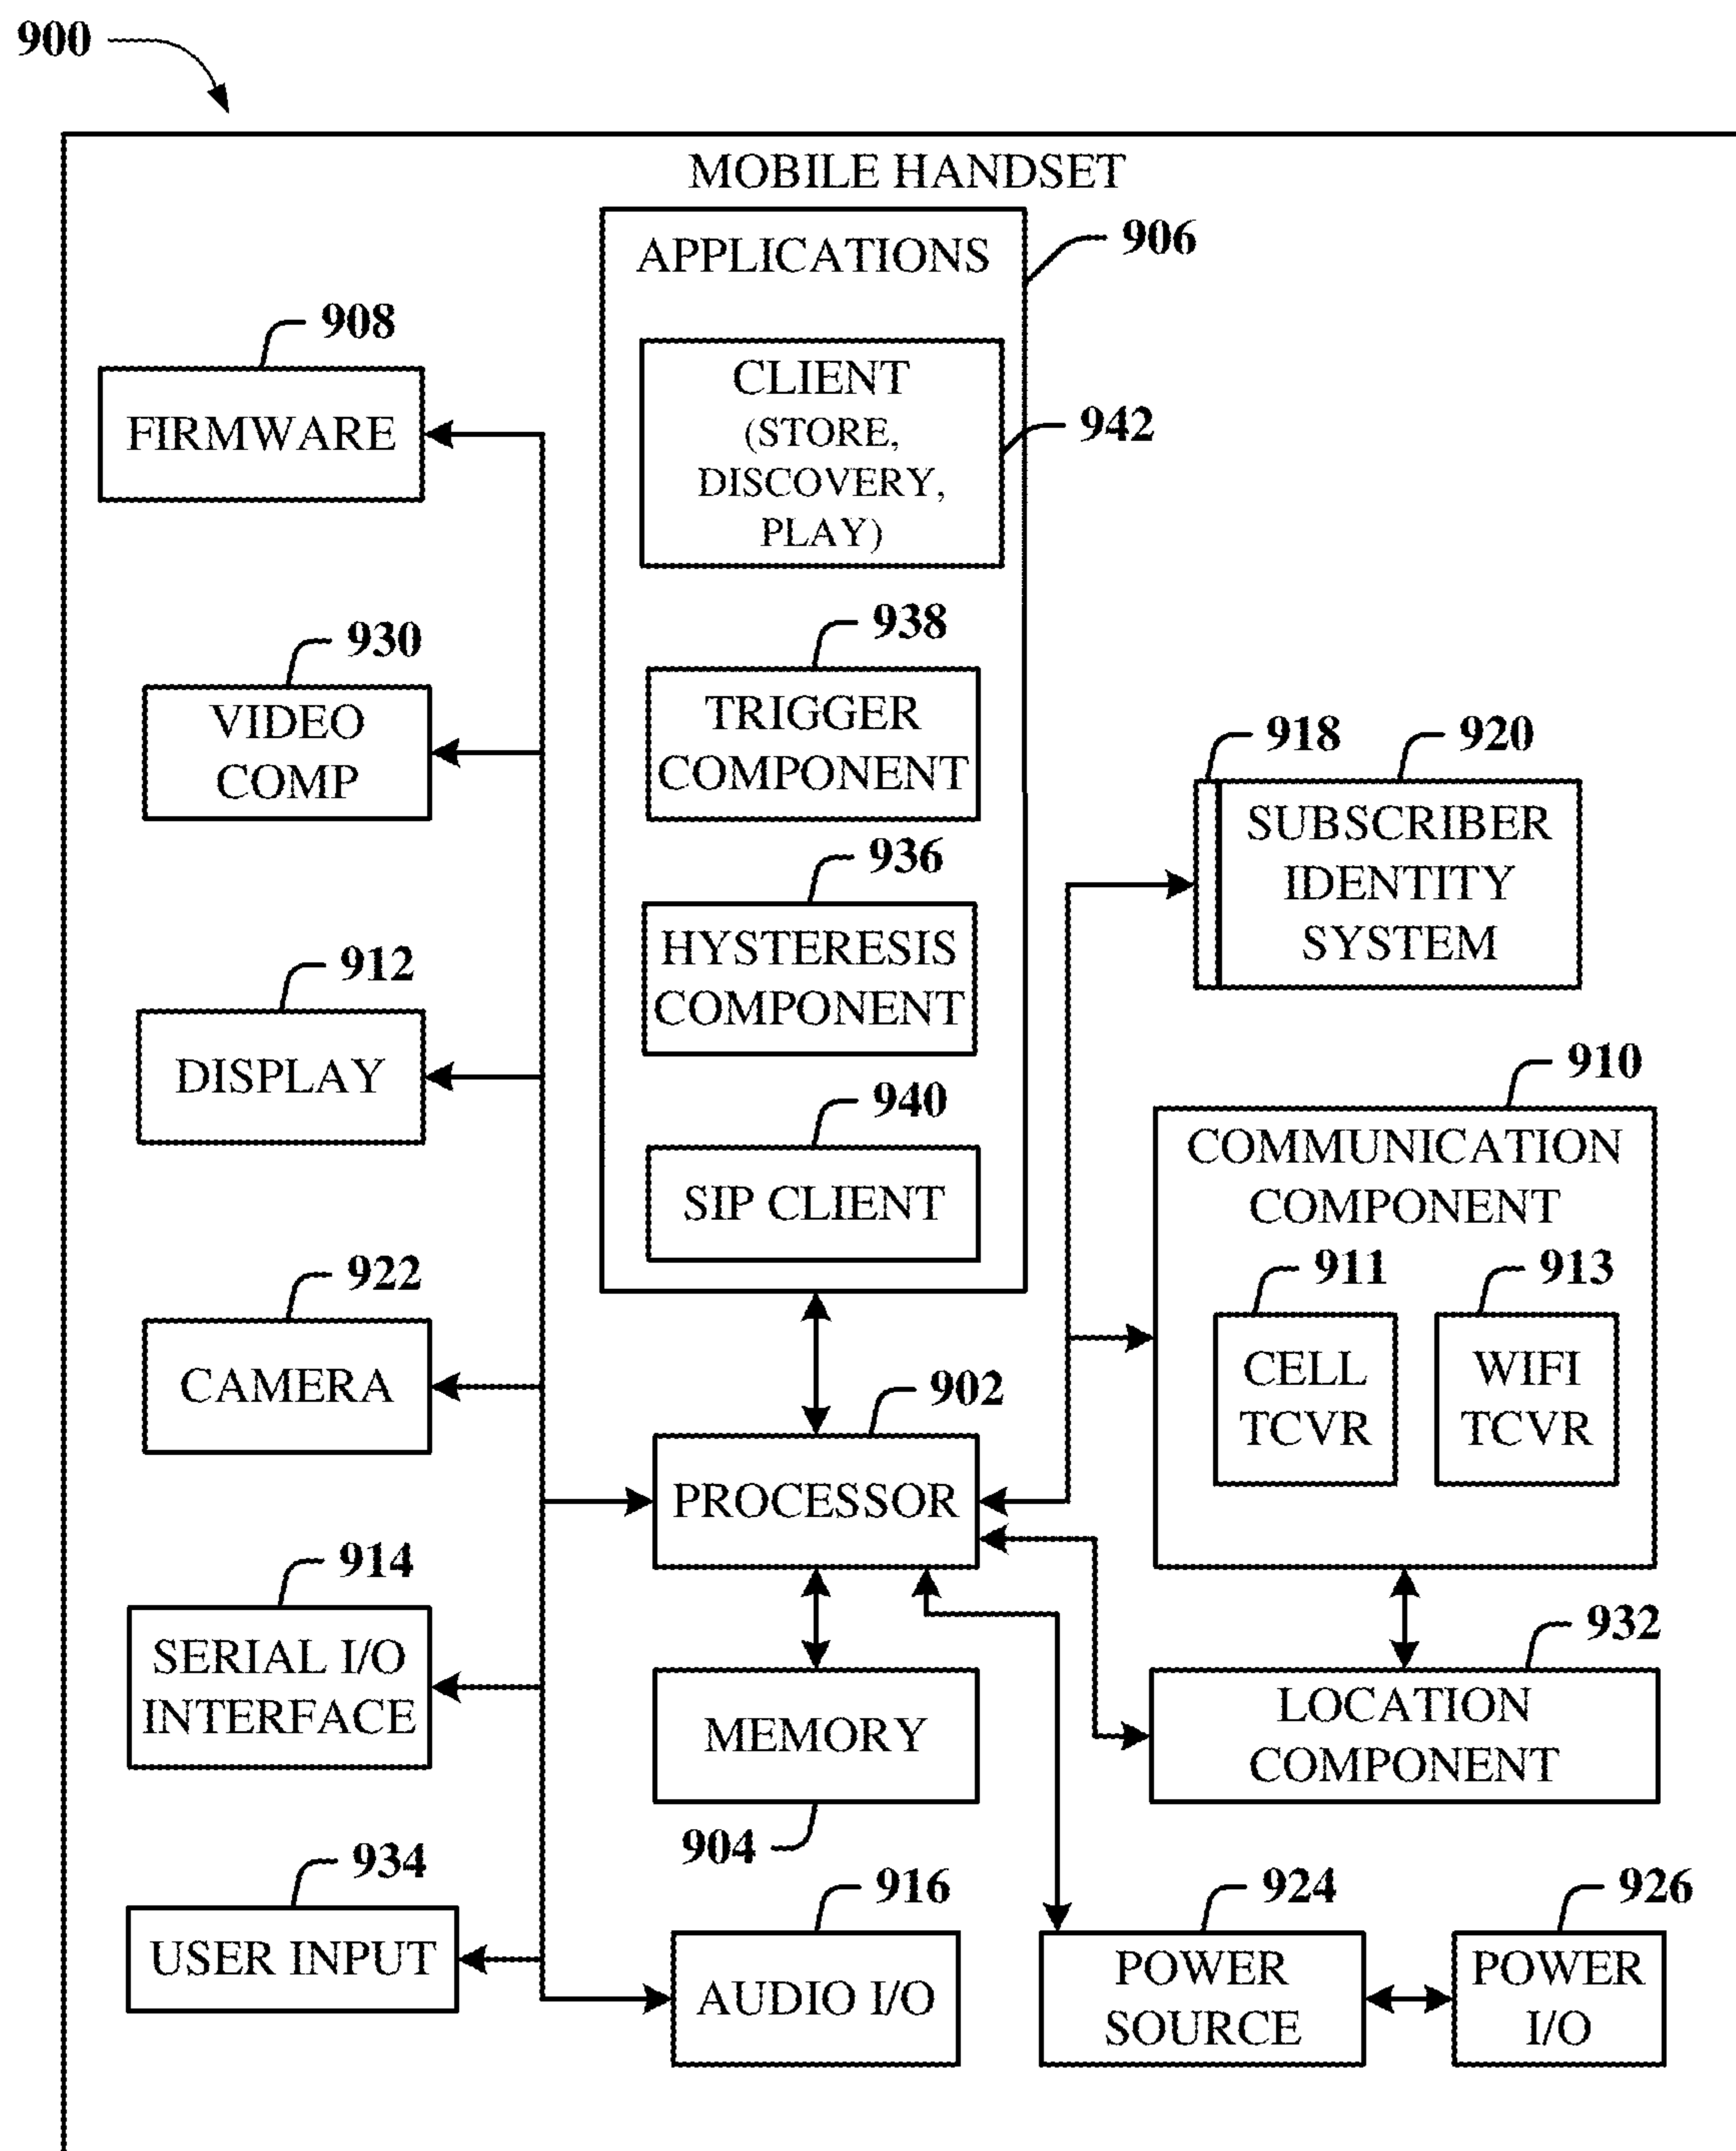 900
MOBILE HANDSET
APPLICATIONS
906
CLIENT
(STORE,
DISCOVERY,
PLAY)
942
938
TRIGGER
COMPONENT
936
HYSTERESIS
COMPONENT
940
SIP CLIENT
908
FIRMWARE
930
VIDEO
COMP
912
DISPLAY
922
CAMERA
914
SERIAL I/O
INTERFACE
934
USER INPUT
902
PROCESSOR
MEMORY
904
916
AUDIO I/O
918
920
SUBSCRIBER
IDENTITY
SYSTEM
910
COMMUNICATION
COMPONENT
911
CELL
TCVR
913
WIFI
TCVR
932
LOCATION
COMPONENT
924
POWER
SOURCE
926
POWER
I/O